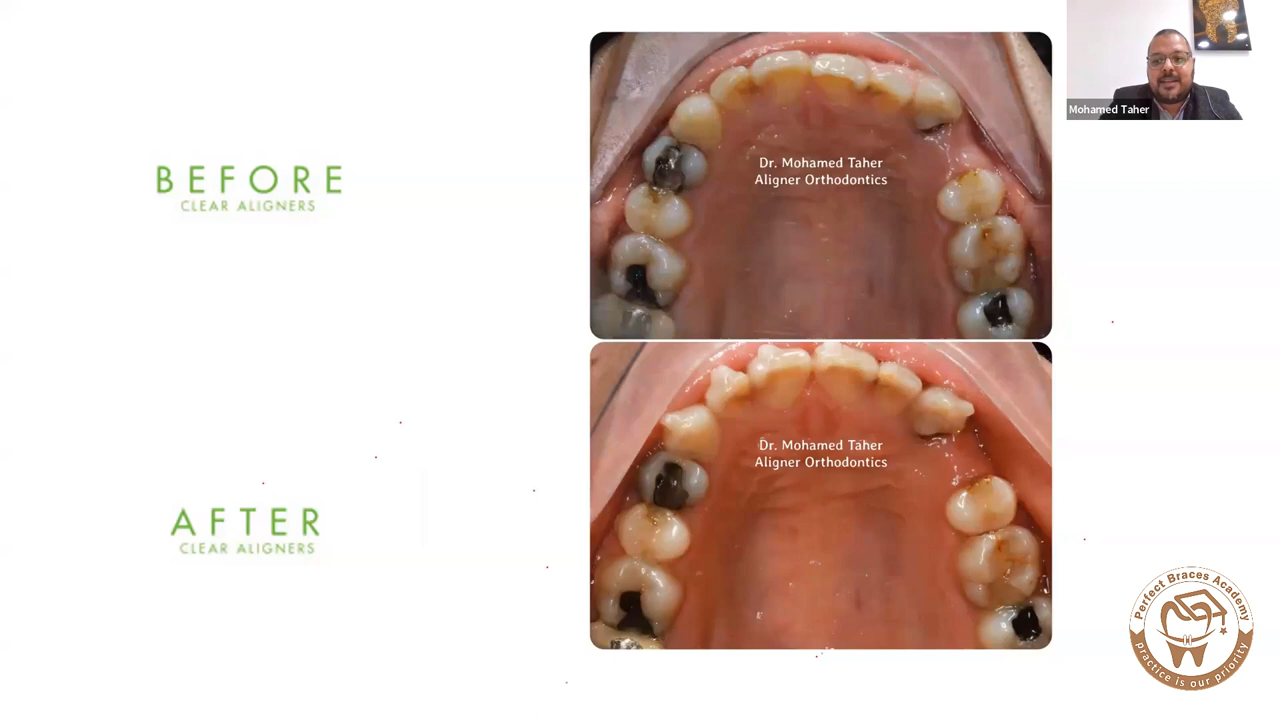 BEFORE
CLEAR ALIGNERS
Dr. Mohamed Taher
Aligner Orthodontics
Mohamed Taher
AFTER
CLEAR ALIGNERS
Dr. Mohamed Taher
Aligner Orthodontics
Perfect Braces Academy
practice is our priority